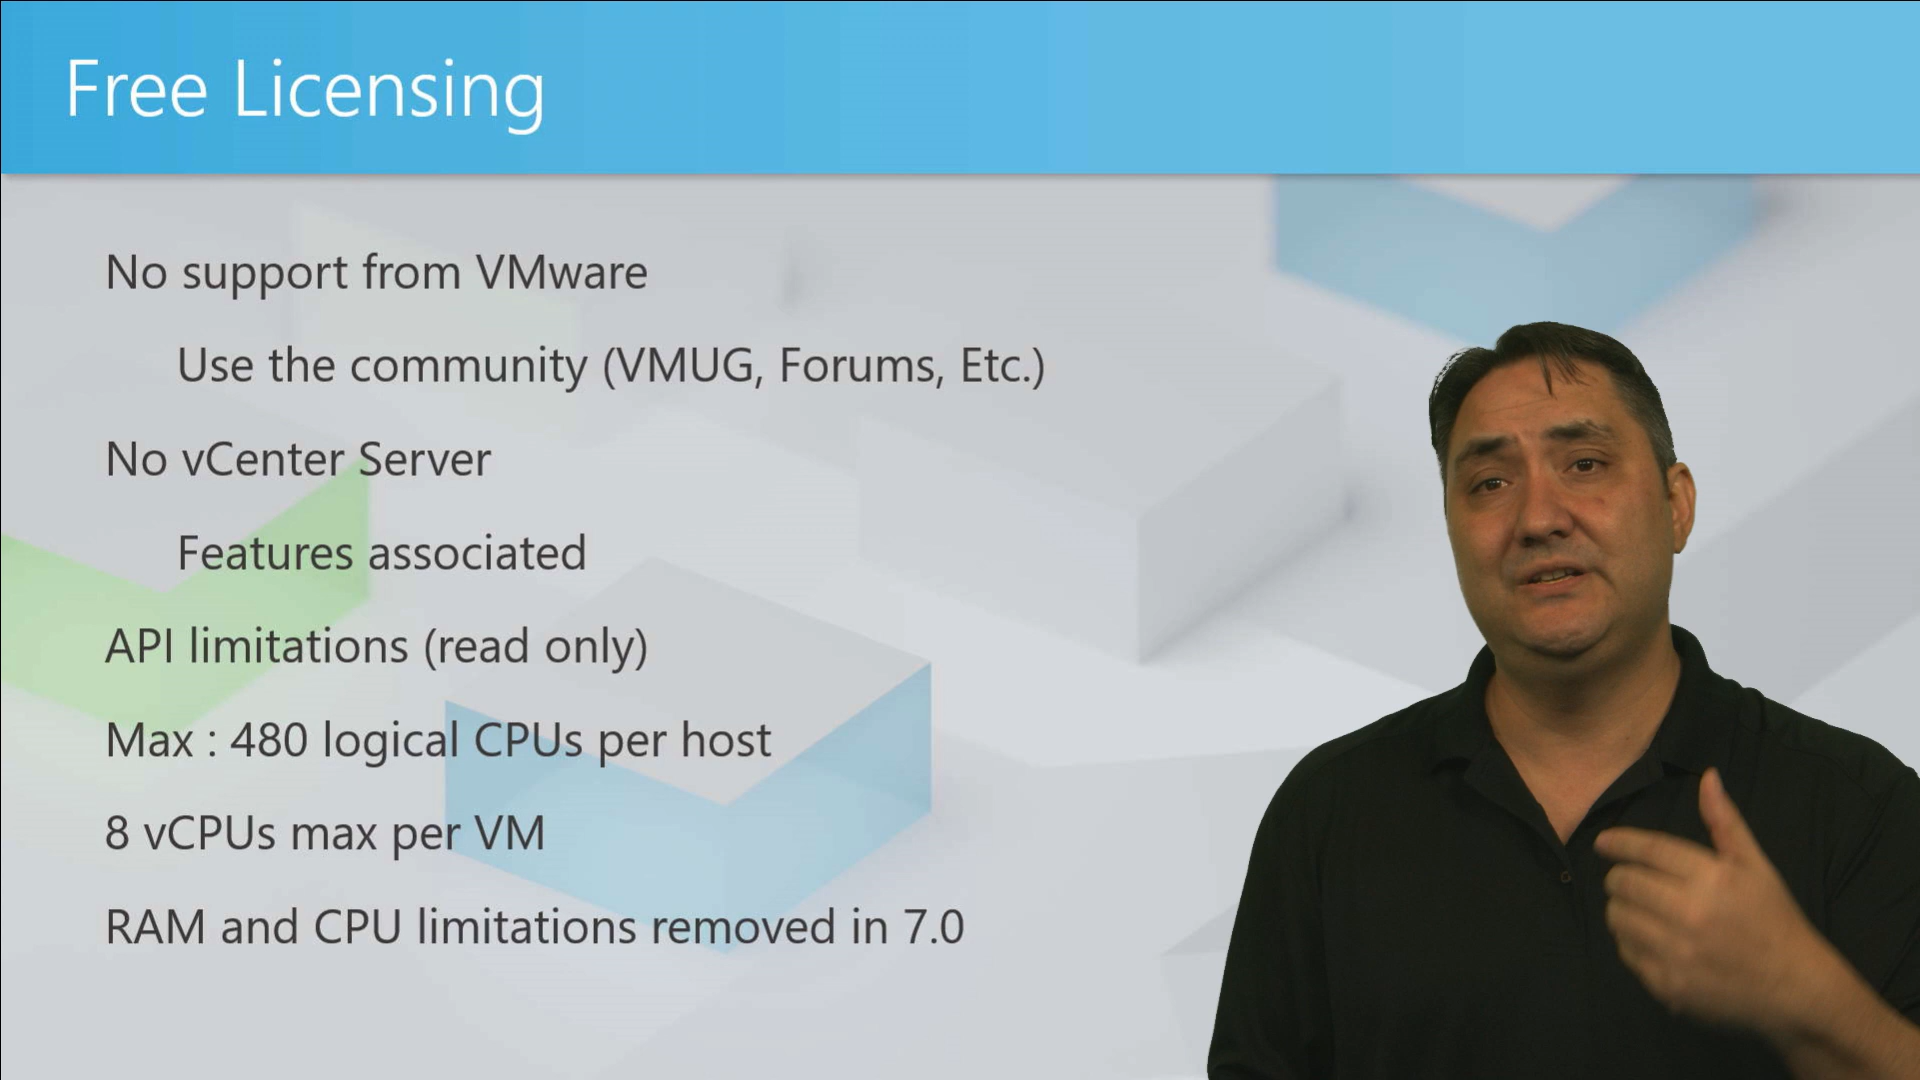 Free Licensing
No support from VMware
Use the community (VMUG, Forums, Etc.)
No vCenter Server
Features associated
API limitations (read only)
Max : 480 logical CPUs per host
8 vCPUs max per VM
RAM and CPU limitations removed in 7.0